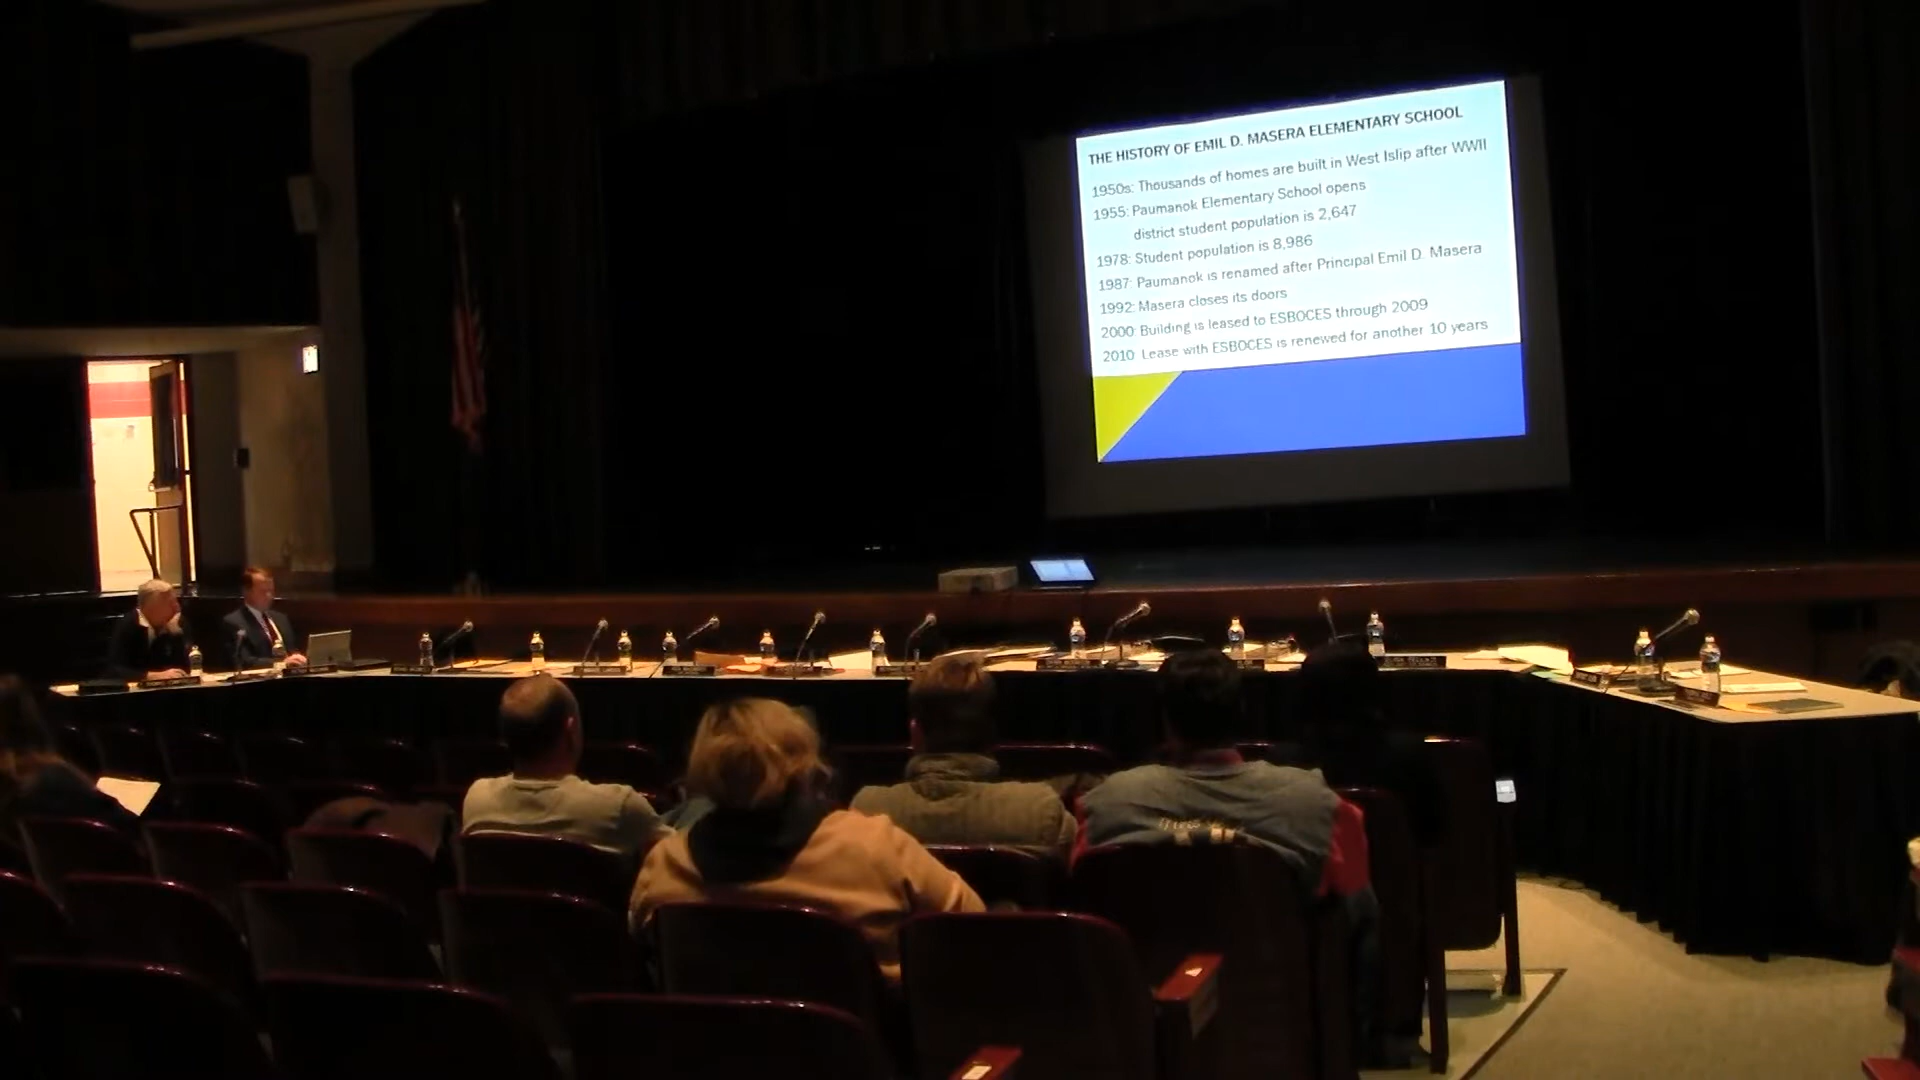 THE HISTORY OF EMIL D. MASERA ELEMENTARY SCHOOL
1950s: Thousands of homes are built in West Islip after WWII
1955: Paumanok Elementary School opens
district student population is 2,647
1978: Student population is 8,986
1987: Paumanok is renamed after Principal Emil D. Masera
1992: Masera closes its doors
2000: Building is leased to ESBOCES through 2009
2010 Lease with ESBOCES is renewed for another 10 years